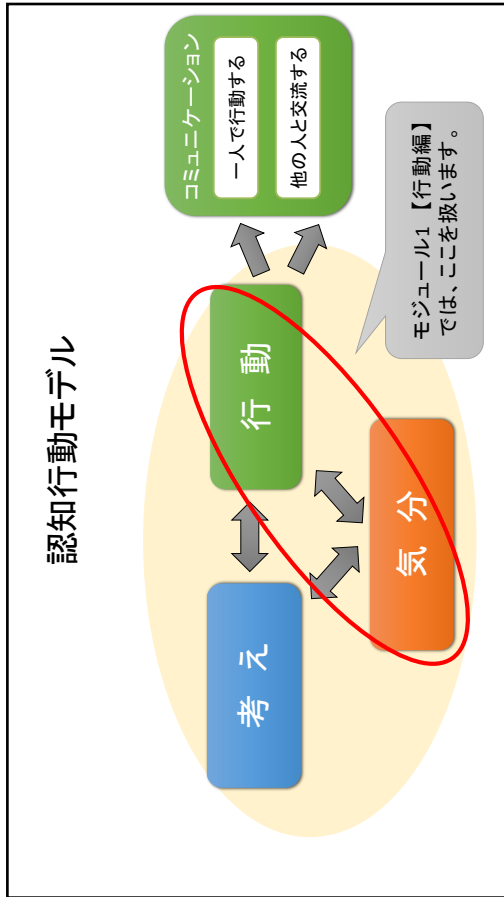 認知行動モデル
考 え
行 動
気 分
コミュニケーション
一人で行動する
他の人と交流する
モジュール1 【行動編】
では、ここを扱います。